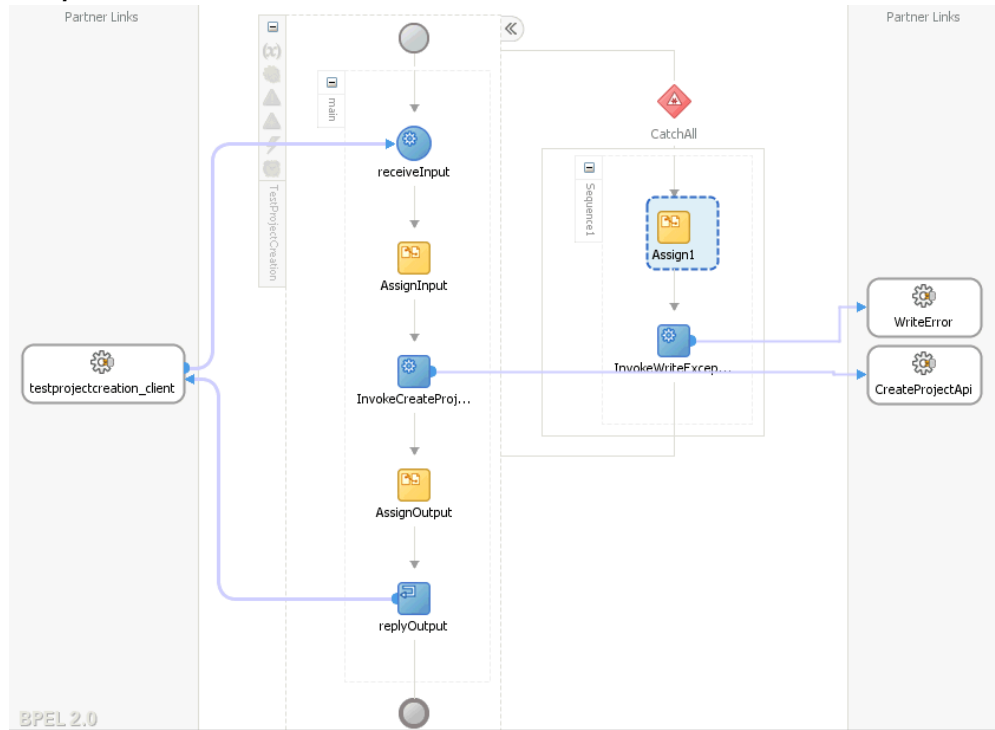 Partner Links
Partner Links
(x)
main
CatchAll
receiveInput
Sequence1
TestProjectCreation
Assign1
AssignInput
WriteError
testprojectcreation_client
InvokeWriteExcep...
CreateProjectApi
InvokeCreateProj...
AssignOutput
replyOutput
BPEL 2.0